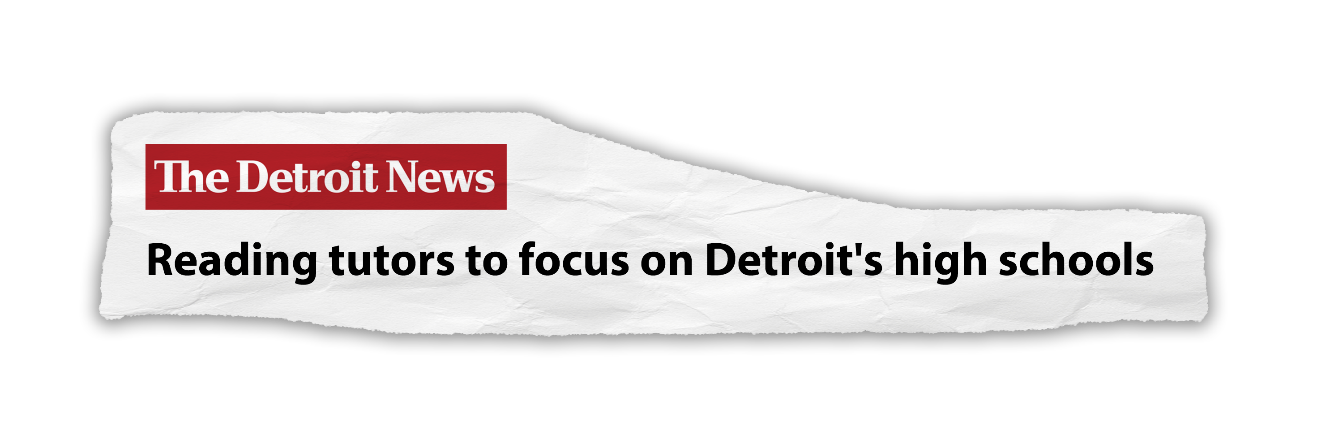 The Detroit News
Reading tutors to focus on Detroit's high schools